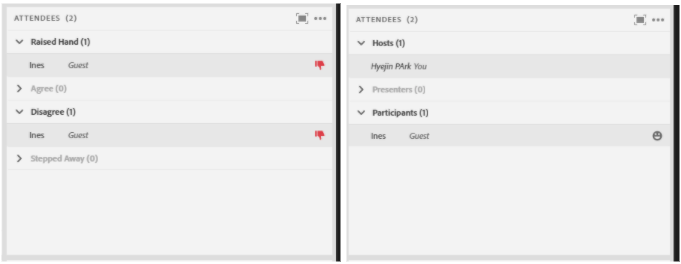 ATTENDEES (2)
Raised Hand (1)
Ines Guest
Agree (0)
Disagree (1)
Ines Guest
Stepped Away (0)
ATTENDEES (2)
Hosts (1)
Hyejin PArk You
Presenters (0)
Participants (1)
Ines Guest